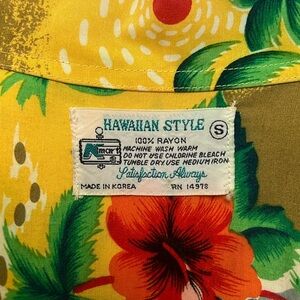 HAWAIIAN STYLE
S
100% RAYON
Kmart
MACHINE WASH WARM
DO NOT USE CHLORINE BLEACH
TUMBLE DRY. USE MEDIUM IRON
Satisfaction Always
MADE IN KOREA RN 14978